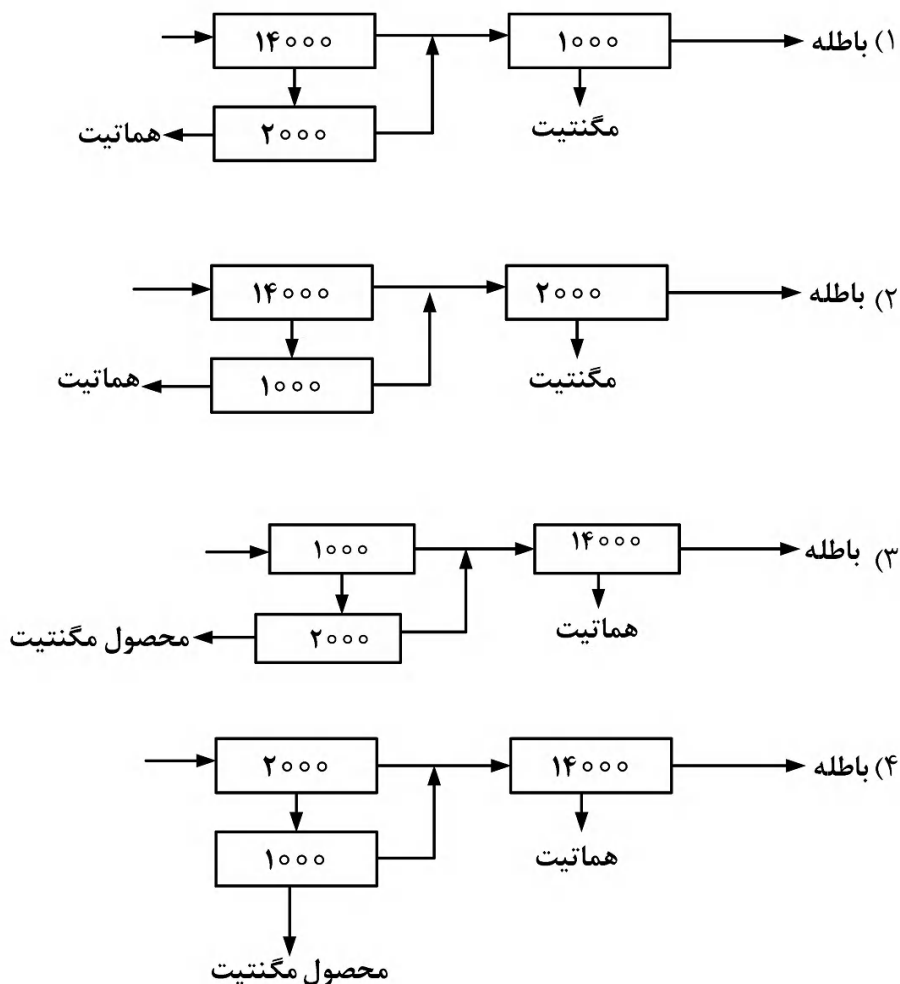 ۱) باطله ۱۰۰۰ ۱۴۰۰۰
مگنتیت
هماتیت ۲۰۰۰
۲) باطله ۲۰۰۰ ۱۴۰۰۰
مگنتیت
هماتیت ۱۰۰۰
۳) باطله ۱۴۰۰۰ ۱۰۰۰
هماتیت
محصول مگنتیت ۲۰۰۰
۴) باطله ۱۴۰۰۰ ۲۰۰۰
هماتیت
۱۰۰۰
محصول مگنتیت